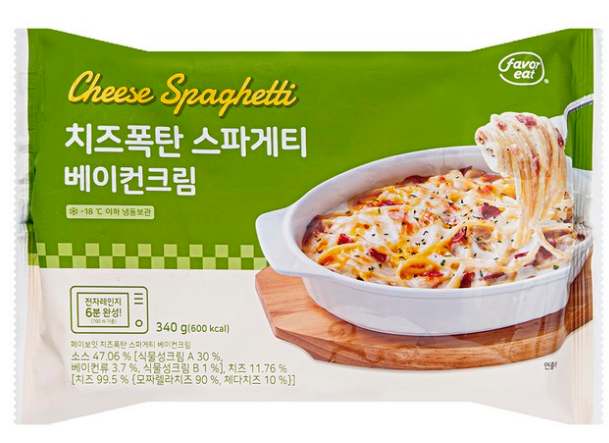 favor
eat
Cheese Spaghetti
치즈폭탄 스파게티
베이컨크림
-18 ℃ 이하 냉동보관
전자레인지
6분 완성!
340 g(600 kcal)
페이보잇 치즈폭탄 스파게티 베이컨크림
소스 47.06 % [식물성크림 A 30 %,
베이컨류 3.7 %, 식물성크림 B 1 %], 치즈 11.76 %
[치즈 99.5 % {모짜렐라치즈 90 %, 체다치즈 10 %}]